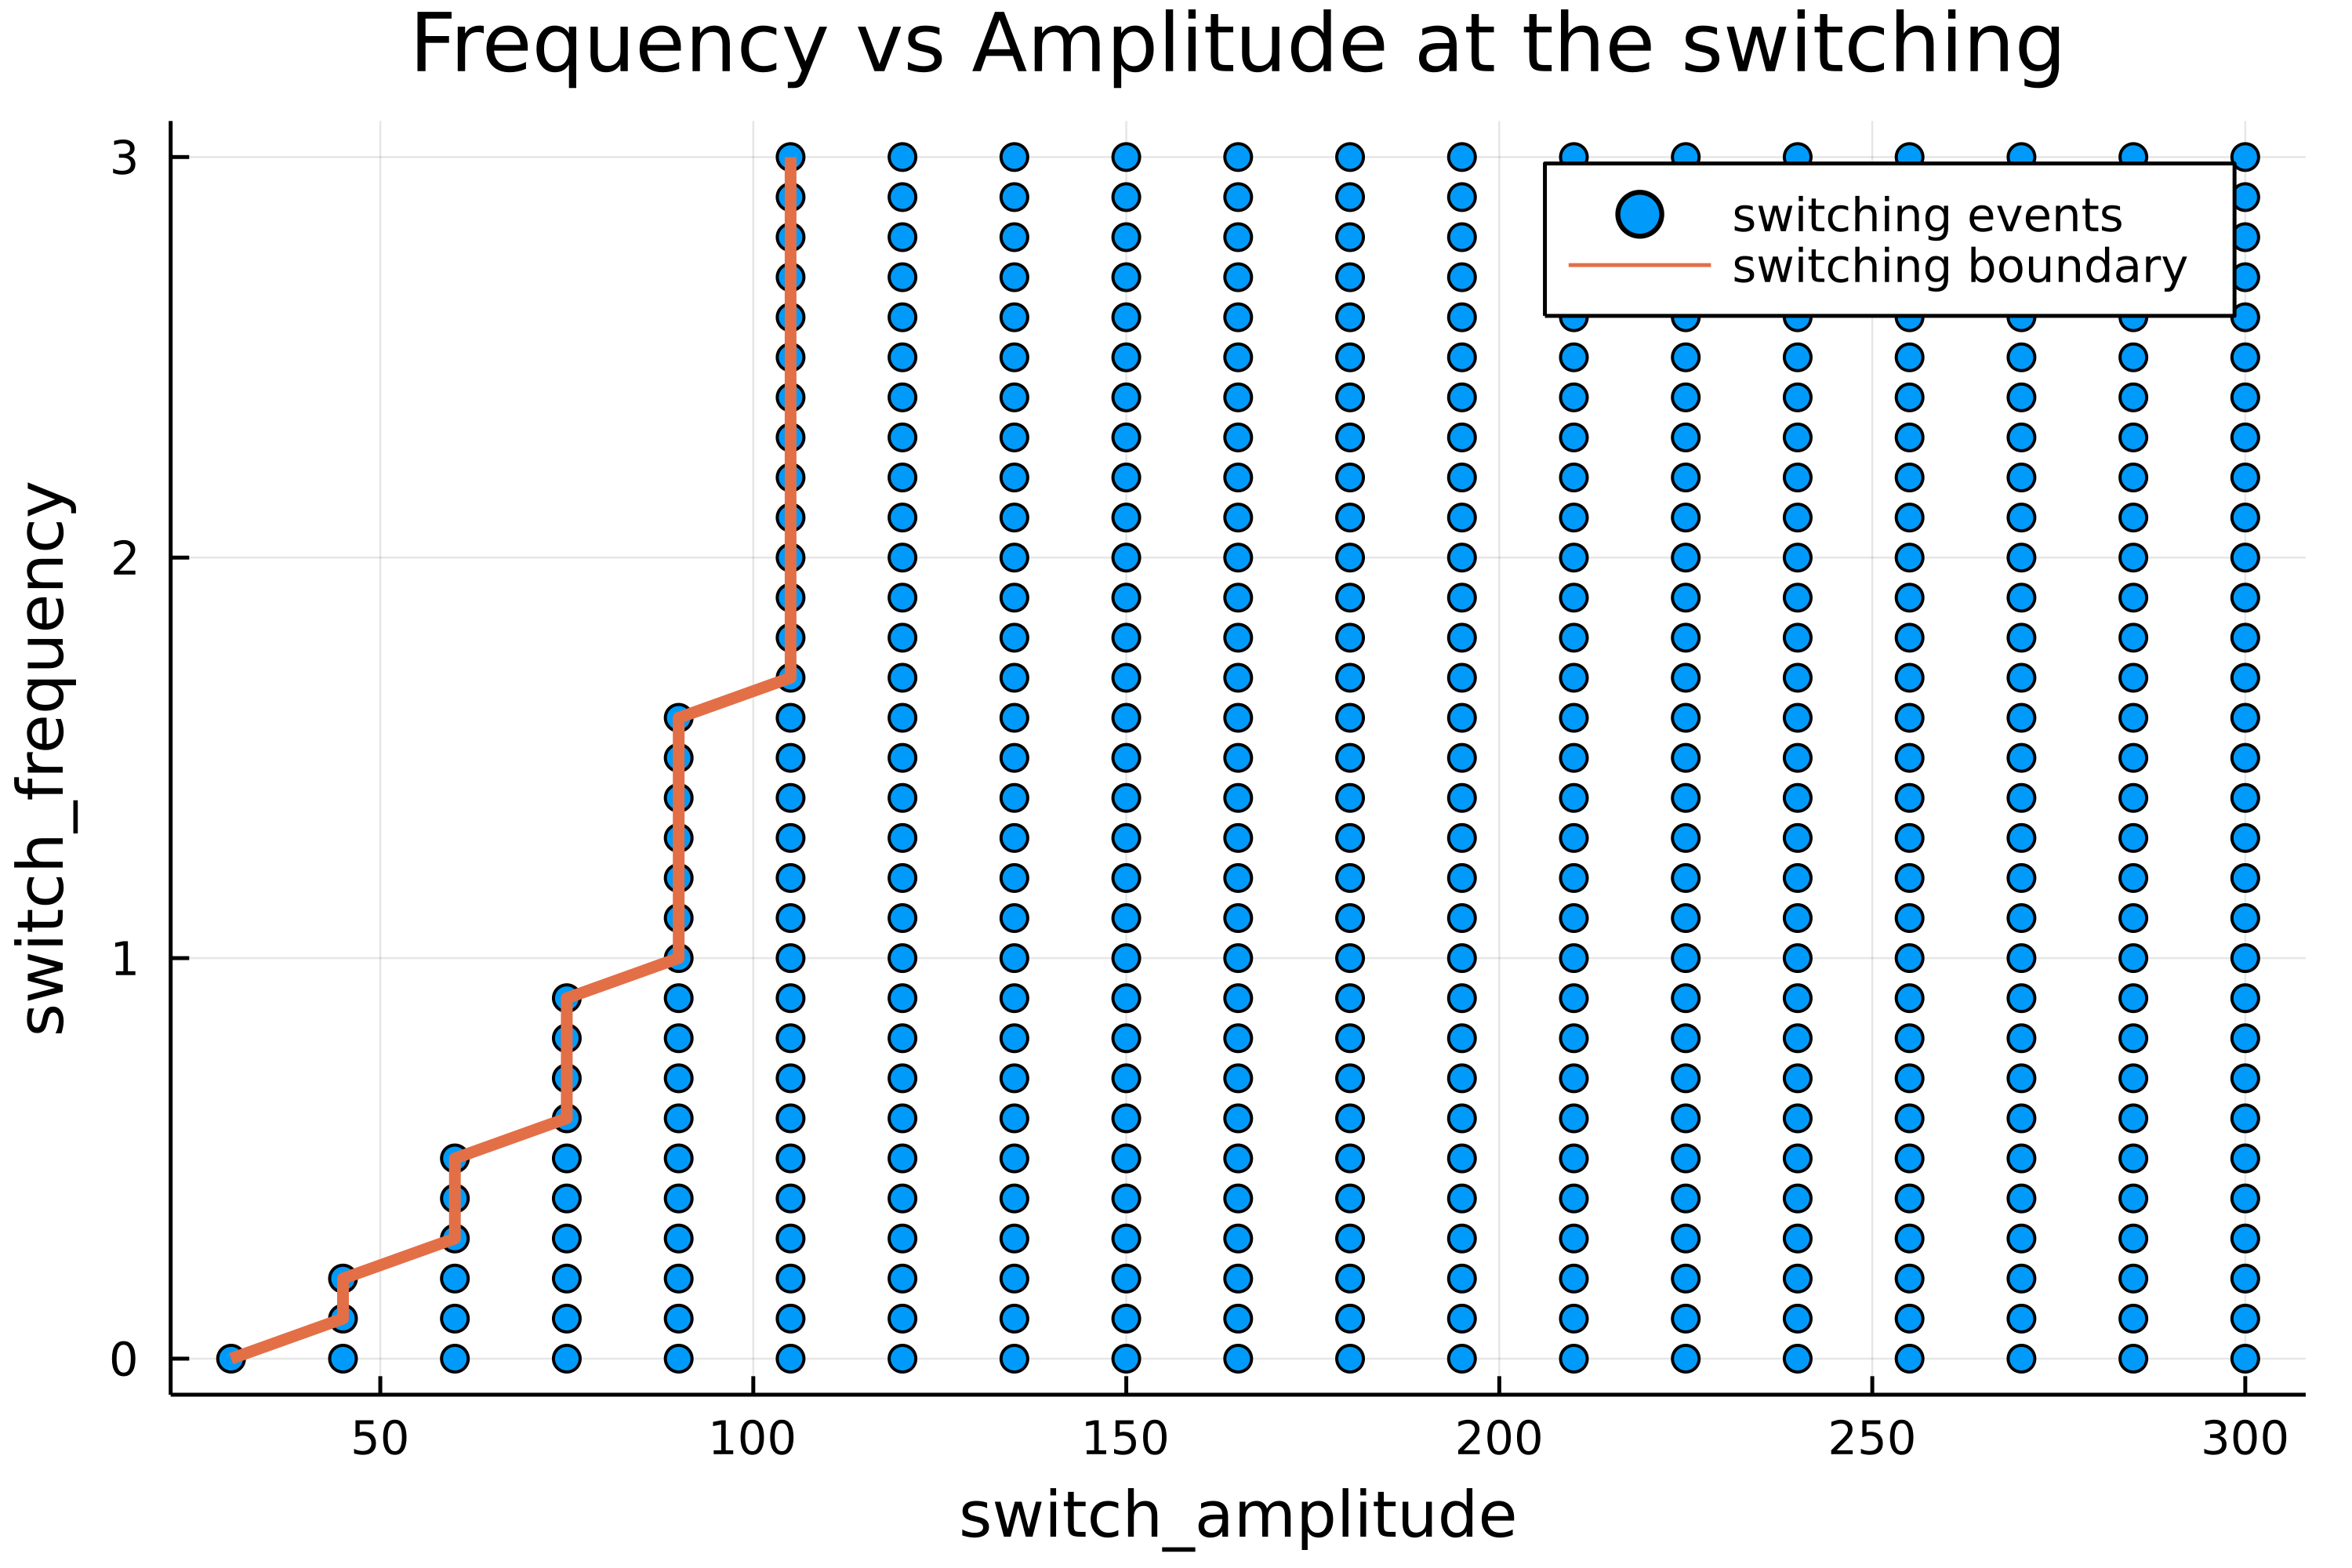 Frequency vs Amplitude at the switching
switching events
switching boundary
3
2
1
0
switch_frequency
50 100 150 200 250 300
switch_amplitude